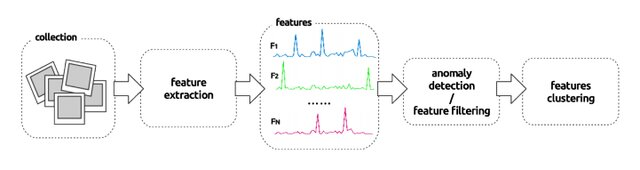 collection
feature
extraction
features
F1
F2
......
FN
anomaly
detection
/
feature filtering
features
clustering